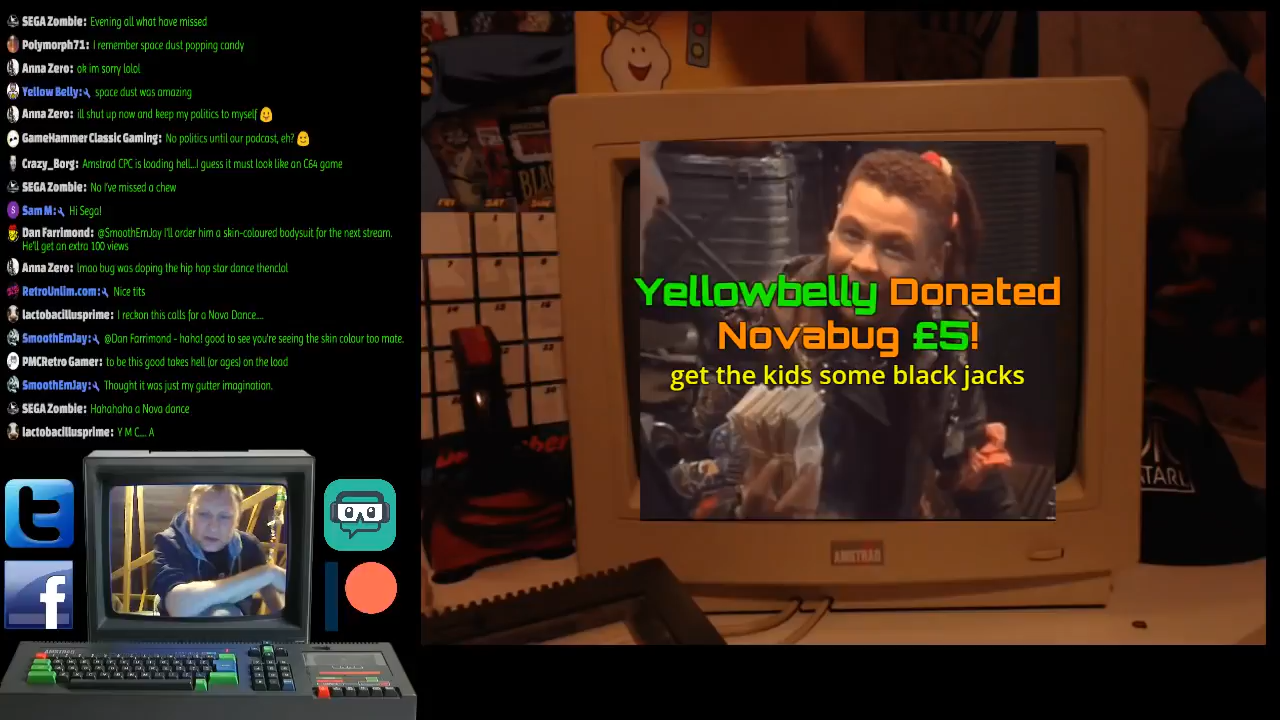 SEGA Zombie: Evening all what have missed
Polymorph71: I remember space dust popping candy
Anna Zero: ok im sorry lolol
Yellow Belly: space dust was amazing
Anna Zero: ill shut up now and keep my politics to myself
GameHammer Classic Gaming: No politics until our podcast, eh?
Crazy_Borg: Amstrad CPC is loading hell...I guess it must look like an C64 game
SEGA Zombie: No I've missed a chew
Sam M: Hi Sega!
Dan Farrimond: @SmoothEmJay I'll order him a skin-coloured bodysuit for the next stream.
He'll get an extra 100 views
Anna Zero: lmao bug was doping the hip hop star dance thenclol
RetroUnlim.com: Nice tits
lactobacillusprime: I reckon this calls for a Nova Dance....
SmoothEmJay: @Dan Farrimond - haha! good to see you're seeing the skin colour too mate.
PMCRetro Gamer: to be this good takes hell (or ages) on the load
SmoothEmJay: Thought it was just my gutter imagination.
SEGA Zombie: Hahahaha a Nova dance
lactobacillusprime: Y M C... A
Yellowbelly Donated
Novabug £5!
get the kids some black jacks
AMSTRAD
ATARI
AMSTRAD